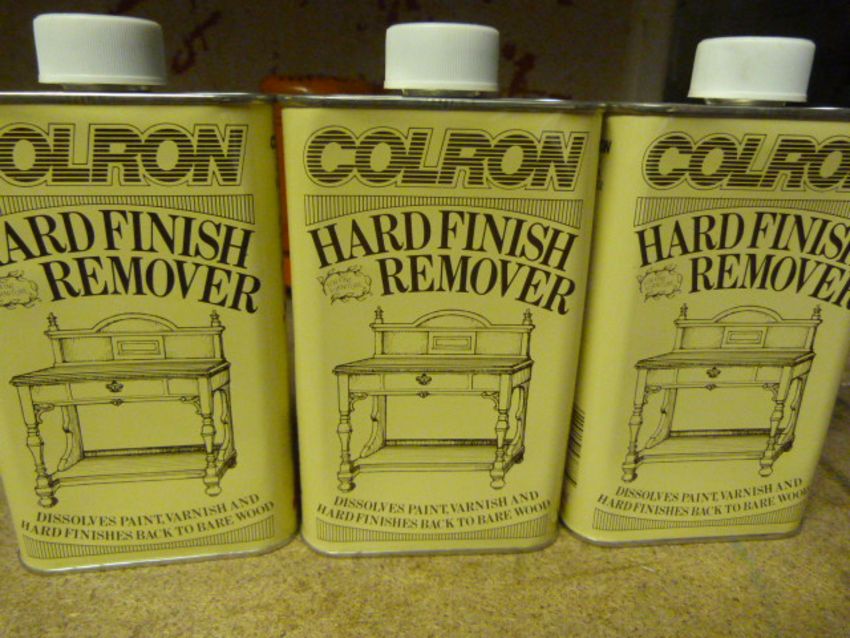 OLRON
HARD FINISH
REMOVER
DISSOLVES PAINT, VARNISH AND
HARD FINISHES BACK TO BARE WOOD
COLRON
HARD FINISH
REMOVER
DISSOLVES PAINT, VARNISH AND
HARD FINISHES BACK TO BARE WOOD
COLRO
HARD FINISH
REMOVER
DISSOLVES PAINT, VARNISH AND
HARD FINISHES BACK TO BARE WOOD